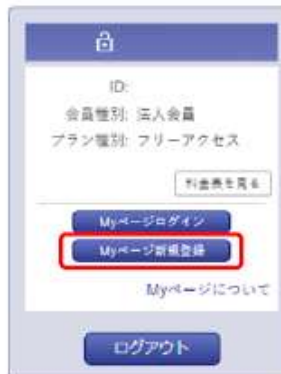 ID:
会員種別: 法人会員
プラン種別: フリーアクセス
料金表を見る
Myページログイン
Myページ新規登録
Myページについて
ログアウト